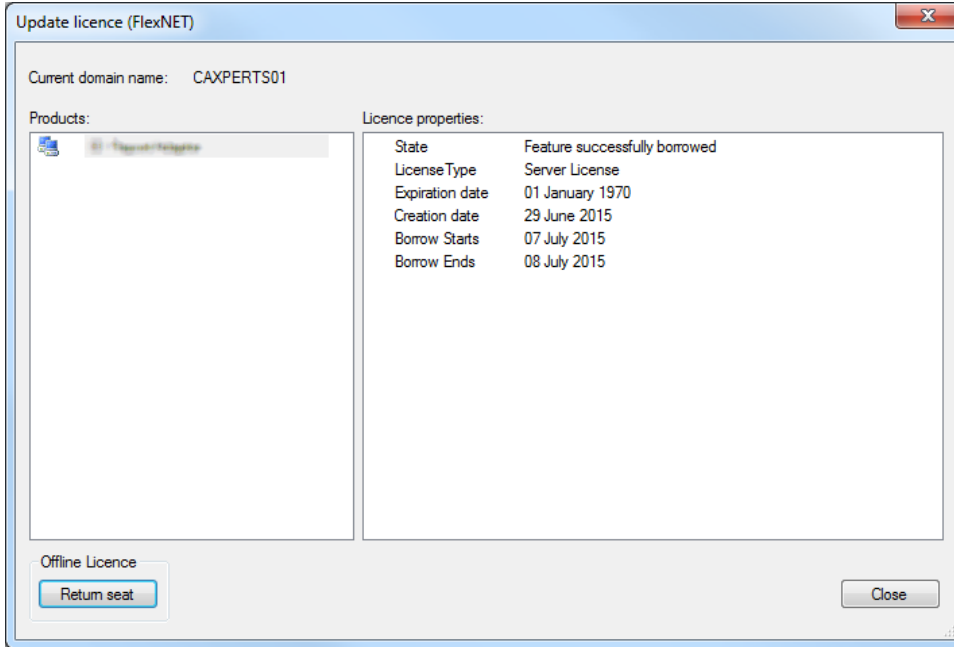 Update licence (FlexNET)
Current domain name: CAXPERTS01
Products:
Licence properties:
State Feature successfully borrowed
LicenseType Server License
Expiration date 01 January 1970
Creation date 29 June 2015
Borrow Starts 07 July 2015
Borrow Ends 08 July 2015
Offline Licence
Return seat
Close